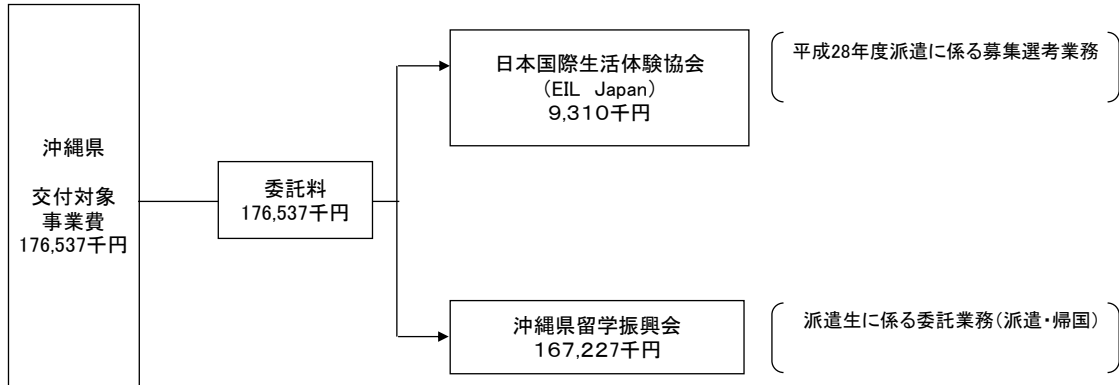 沖縄県
交付対象
事業費
176,537千円
委託料
176,537千円
日本国際生活体験協会
（EIL　Japan）
9,310千円
平成28年度派遣に係る募集選考業務
沖縄県留学振興会
167,227千円
派遣生に係る委託業務（派遣・帰国）